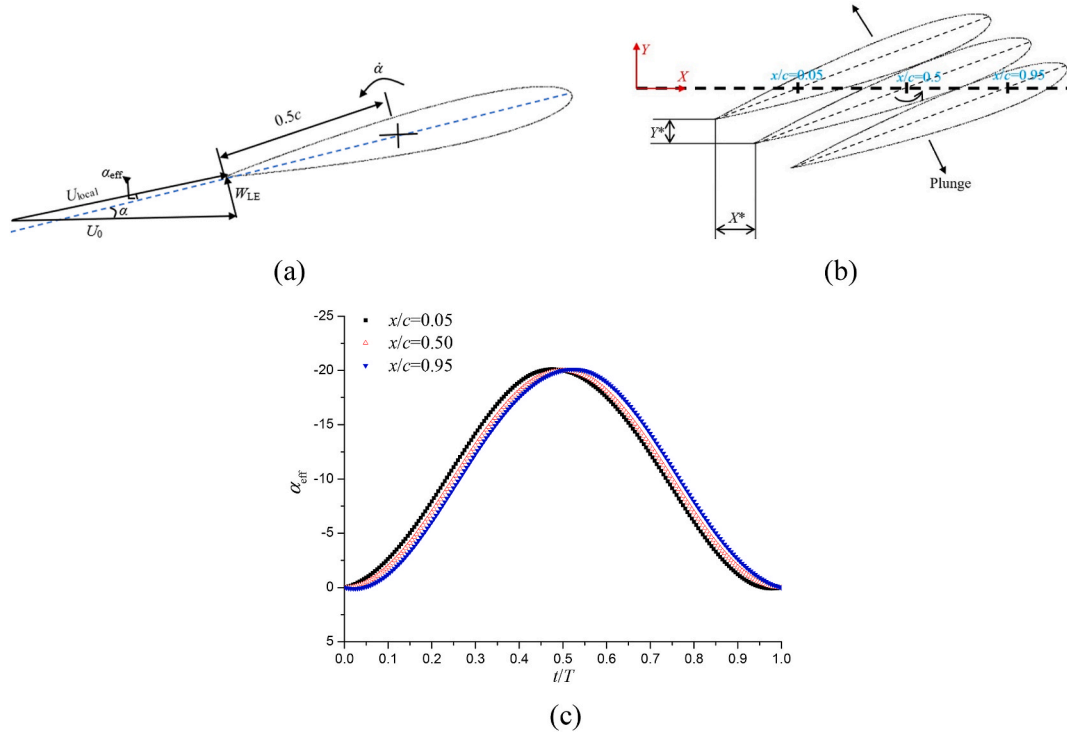 α̇
0.5c
α_eff
U_local
W_LE
α
U_0
(a)
Y
X
x/c=0.05
x/c=0.5
x/c=0.95
Y*
X*
Plunge
(b)
-25
-20
-15
-10
-5
0
5
α_eff
x/c=0.05
x/c=0.50
x/c=0.95
0.0 0.1 0.2 0.3 0.4 0.5 0.6 0.7 0.8 0.9 1.0
t/T
(c)